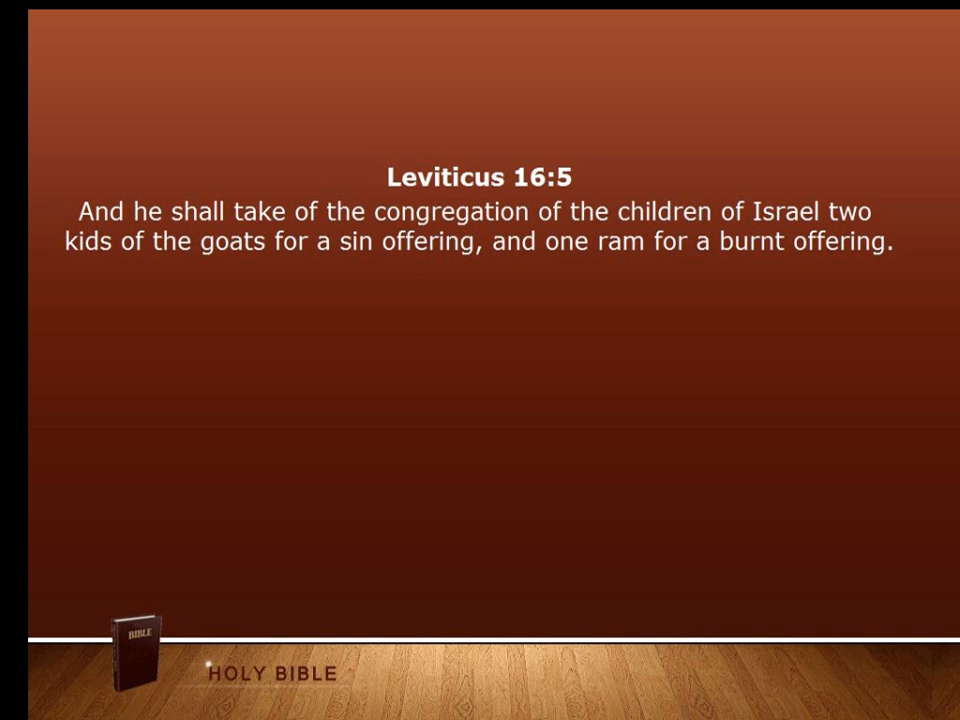 Leviticus 16:5
And he shall take of the congregation of the children of Israel two
kids of the goats for a sin offering, and one ram for a burnt offering.
BIBLE
HOLY BIBLE